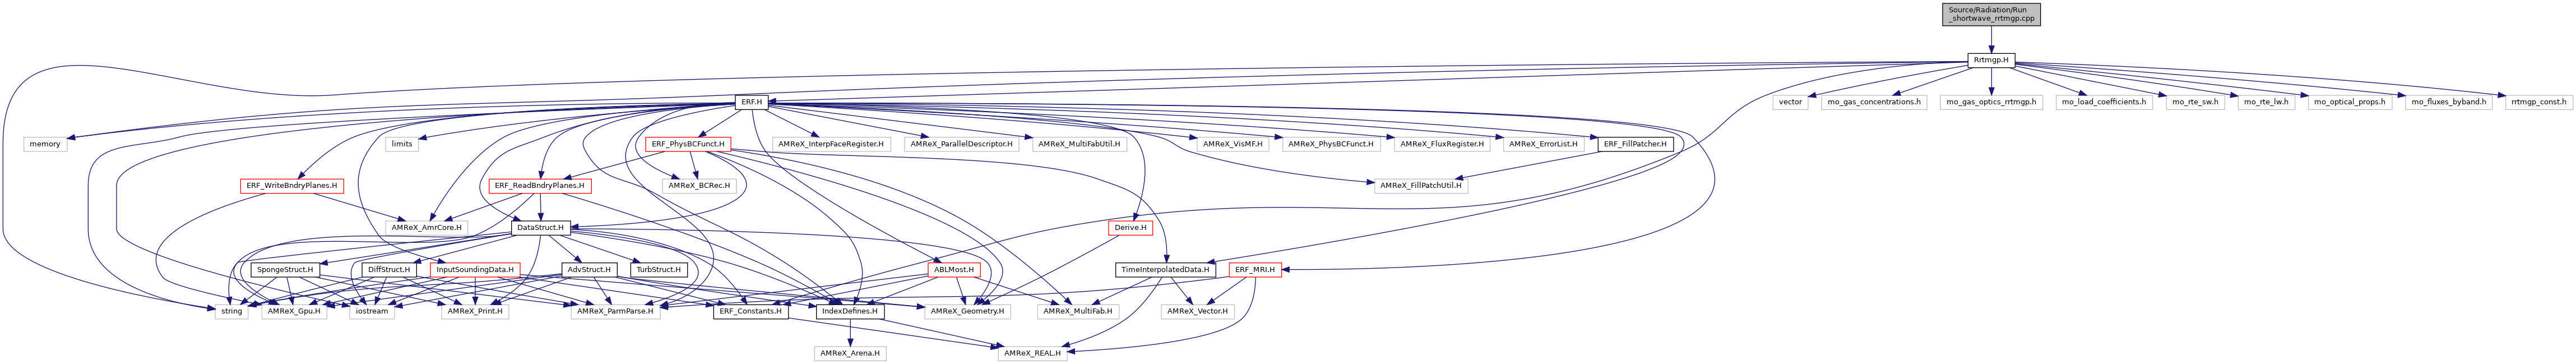 Source/Radiation/Run
_shortwave_rrtmgp.cpp
Rrtmgp.H
ERF.H
vector
mo_gas_concentrations.h
mo_gas_optics_rrtmgp.h
mo_load_coefficients.h
mo_rte_sw.h
mo_rte_lw.h
mo_optical_props.h
mo_fluxes_byband.h
rrtmgp_const.h
memory
limits
ERF_PhysBCFunct.H
AMReX_InterpFaceRegister.H
AMReX_ParallelDescriptor.H
AMReX_MultiFabUtil.H
AMReX_VisMF.H
AMReX_PhysBCFunct.H
AMReX_FluxRegister.H
AMReX_ErrorList.H
ERF_FillPatcher.H
ERF_WriteBndryPlanes.H
ERF_ReadBndryPlanes.H
AMReX_BCRec.H
AMReX_FillPatchUtil.H
AMReX_AmrCore.H
DataStruct.H
Derive.H
SpongeStruct.H
DiffStruct.H
InputSoundingData.H
AdvStruct.H
TurbStruct.H
ABLMost.H
TimeInterpolatedData.H
ERF_MRI.H
string
AMReX_Gpu.H
iostream
AMReX_Print.H
AMReX_ParmParse.H
ERF_Constants.H
IndexDefines.H
AMReX_Geometry.H
AMReX_MultiFab.H
AMReX_Vector.H
AMReX_Arena.H
AMReX_REAL.H